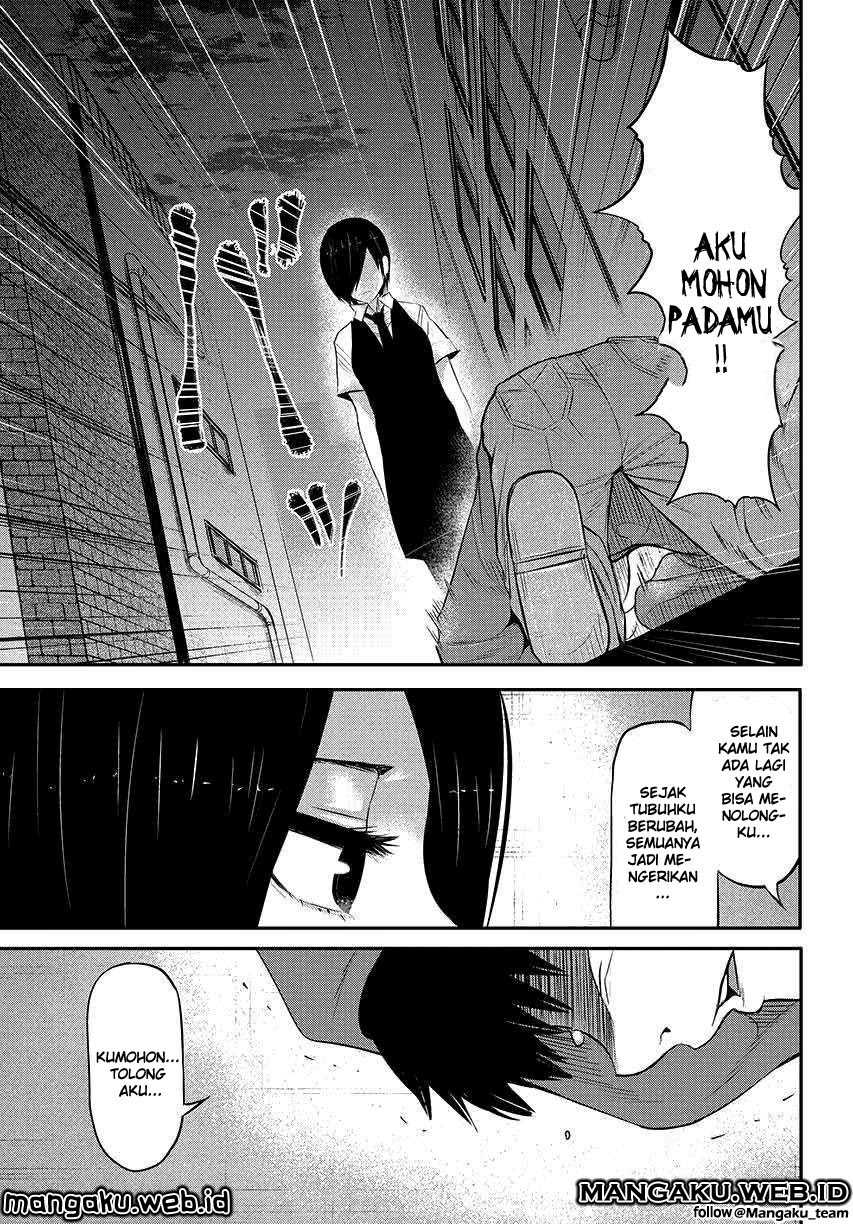 AKU
MOHON
PADAMU
!!
SELAIN
KAMU TAK
ADA LAGI
YANG
BISA ME-
NOLONG-
KU...
SEJAK
TUBUHKU
BERUBAH,
SEMUANYA
JADI ME-
NGERIKAN
...
KUMOHON...
TOLONG
AKU...
mangaku.web.id
MANGAKU.WEB.ID
follow @Mangaku_team